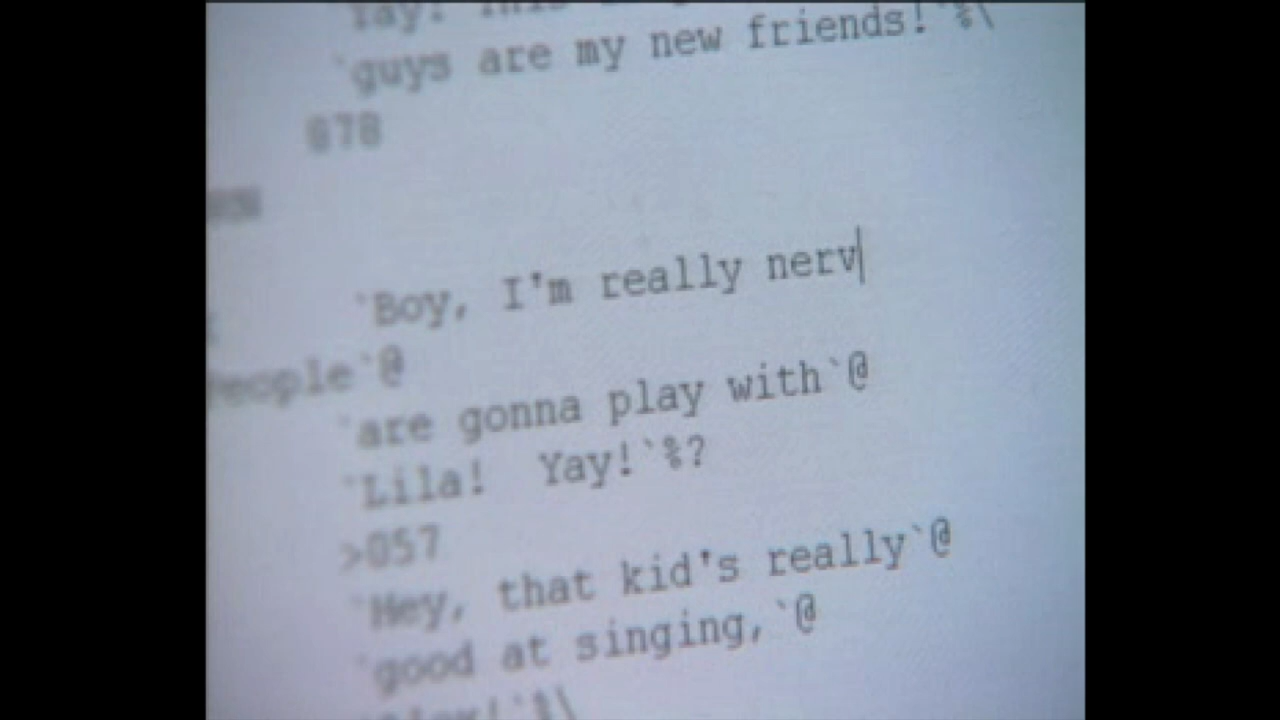 `guys are my new friends!`%\
078
`Boy, I'm really nerv
People`@
`are gonna play with`@
`Lila!  Yay!`%?
>057
`Hey, that kid's really`@
`good at singing,`@